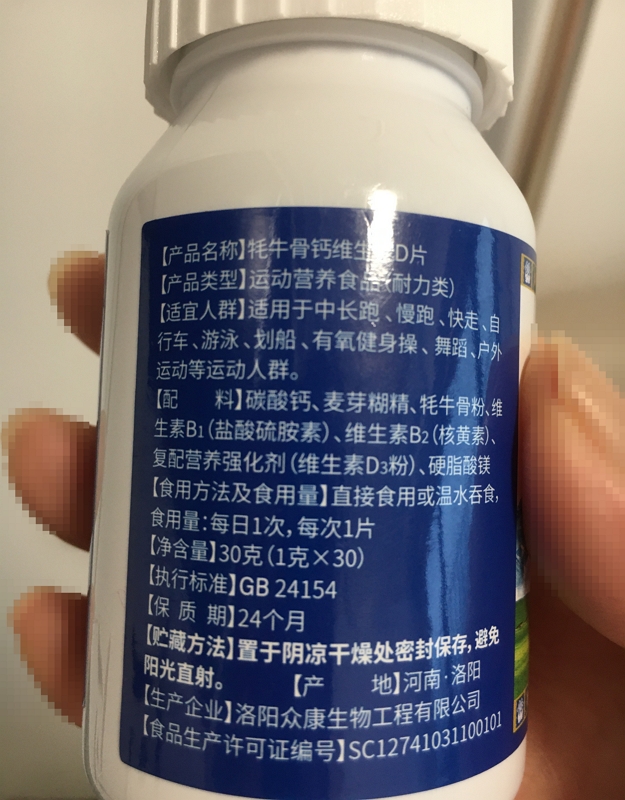 【产品名称】牦牛骨钙维生素D片
【产品类型】运动营养食品(耐力类)
【适宜人群】适用于中长跑、慢跑、快走、自
行车、游泳、划船、有氧健身操、舞蹈、户外
运动等运动人群。
【配 料】碳酸钙、麦芽糊精、牦牛骨粉、维
生素B1(盐酸硫胺素)、维生素B2(核黄素)、
复配营养强化剂(维生素D3粉)、硬脂酸镁
【食用方法及食用量】直接食用或温水吞食,
食用量:每日1次,每次1片
【净含量】30克(1克×30)
【执行标准】GB 24154
【保 质 期】24个月
【贮藏方法】置于阴凉干燥处密封保存,避免
阳光直射。 【产 地】河南·洛阳
【生产企业】洛阳众康生物工程有限公司
【食品生产许可证编号】SC12741031100101